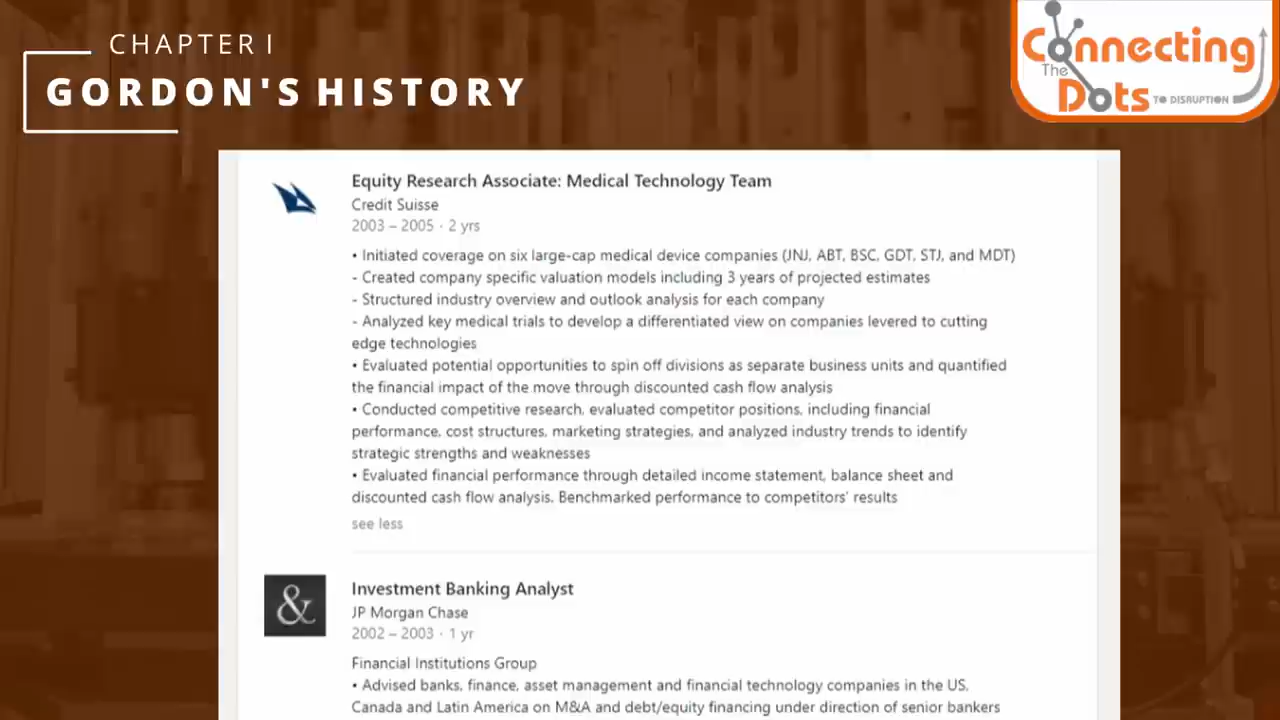 CHAPTER I
GORDON'S HISTORY
Connecting
The
Dots TO DISRUPTION
Equity Research Associate: Medical Technology Team
Credit Suisse
2003 – 2005 · 2 yrs
• Initiated coverage on six large-cap medical device companies (JNJ, ABT, BSC, GDT, STJ, and MDT)
- Created company specific valuation models including 3 years of projected estimates
- Structured industry overview and outlook analysis for each company
- Analyzed key medical trials to develop a differentiated view on companies levered to cutting
edge technologies
• Evaluated potential opportunities to spin off divisions as separate business units and quantified
the financial impact of the move through discounted cash flow analysis
• Conducted competitive research, evaluated competitor positions, including financial
performance, cost structures, marketing strategies, and analyzed industry trends to identify
strategic strengths and weaknesses
• Evaluated financial performance through detailed income statement, balance sheet and
discounted cash flow analysis. Benchmarked performance to competitors' results
see less
&
Investment Banking Analyst
JP Morgan Chase
2002 – 2003 · 1 yr
Financial Institutions Group
• Advised banks, finance, asset management and financial technology companies in the US,
Canada and Latin America on M&A and debt/equity financing under direction of senior bankers